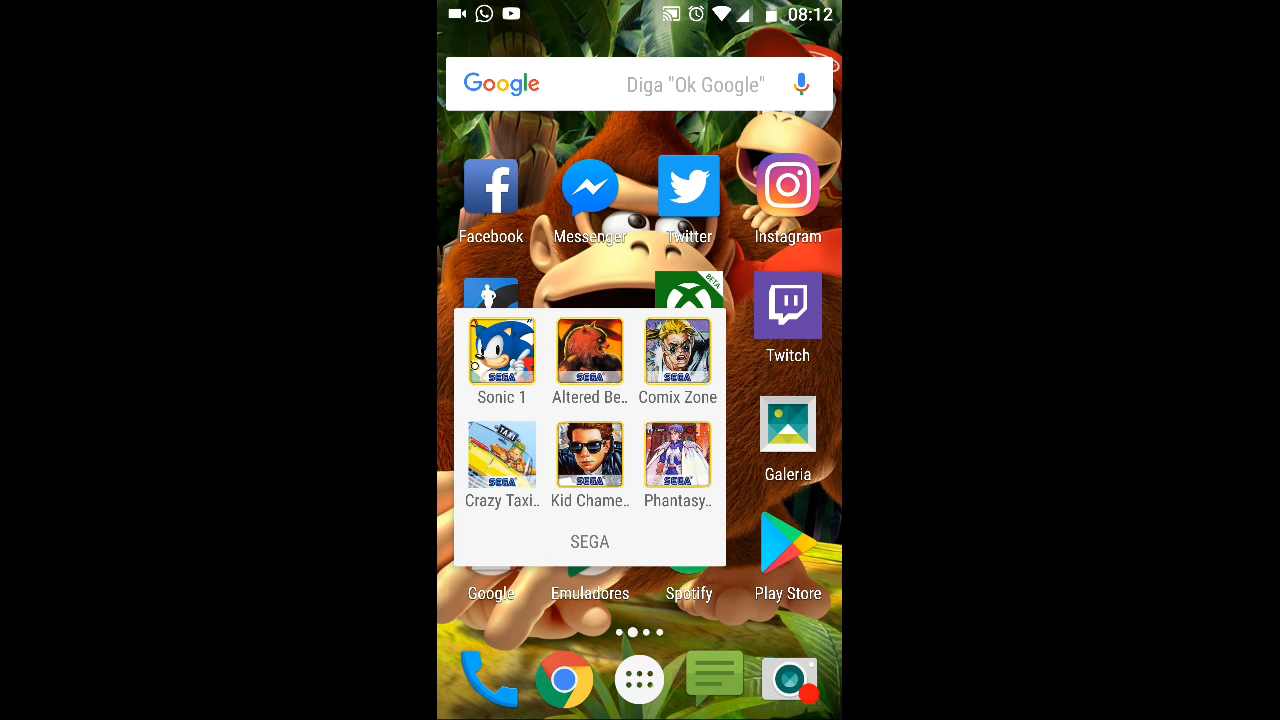 08:12
Google Diga "Ok Google"
Facebook Messenger Twitter Instagram
BETA
Twitch
SEGA SEGA SEGA
Sonic 1 Altered Be.. Comix Zone
TAXI
SEGA SEGA SEGA
Crazy Taxi.. Kid Chame.. Phantasy..
Galeria
SEGA
Google Emuladores Spotify Play Store